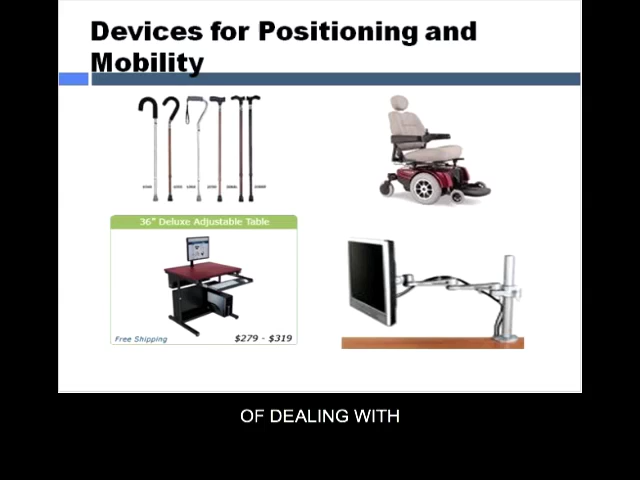 Devices for Positioning and
Mobility
36" Deluxe Adjustable Table
Free Shipping
$279 - $319
OF DEALING WITH